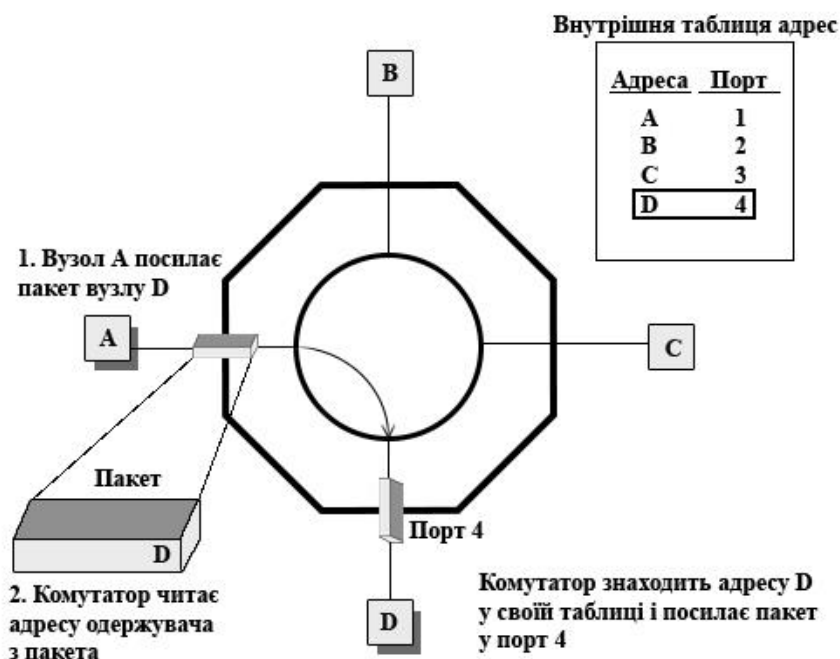 Внутрішня таблиця адрес
Адреса Порт
A 1
B 2
C 3
D 4
B
1. Вузол А посилає
пакет вузлу D
A
C
Пакет
D
Порт 4
2. Комутатор читає
адресу одержувача
з пакета
D
Комутатор знаходить адресу D
у своїй таблиці і посилає пакет
у порт 4